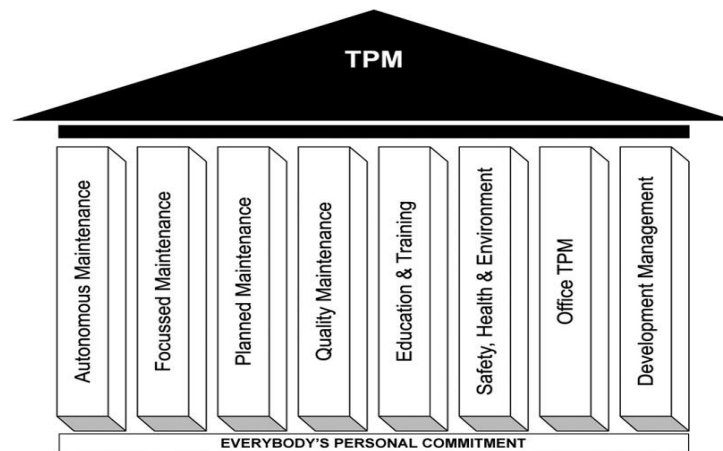 TPM
Autonomous Maintenance
Focussed Maintenance
Planned Maintenance
Quality Maintenance
Education & Training
Safety, Health & Environment
Office TPM
Development Management
EVERYBODY'S PERSONAL COMMITMENT